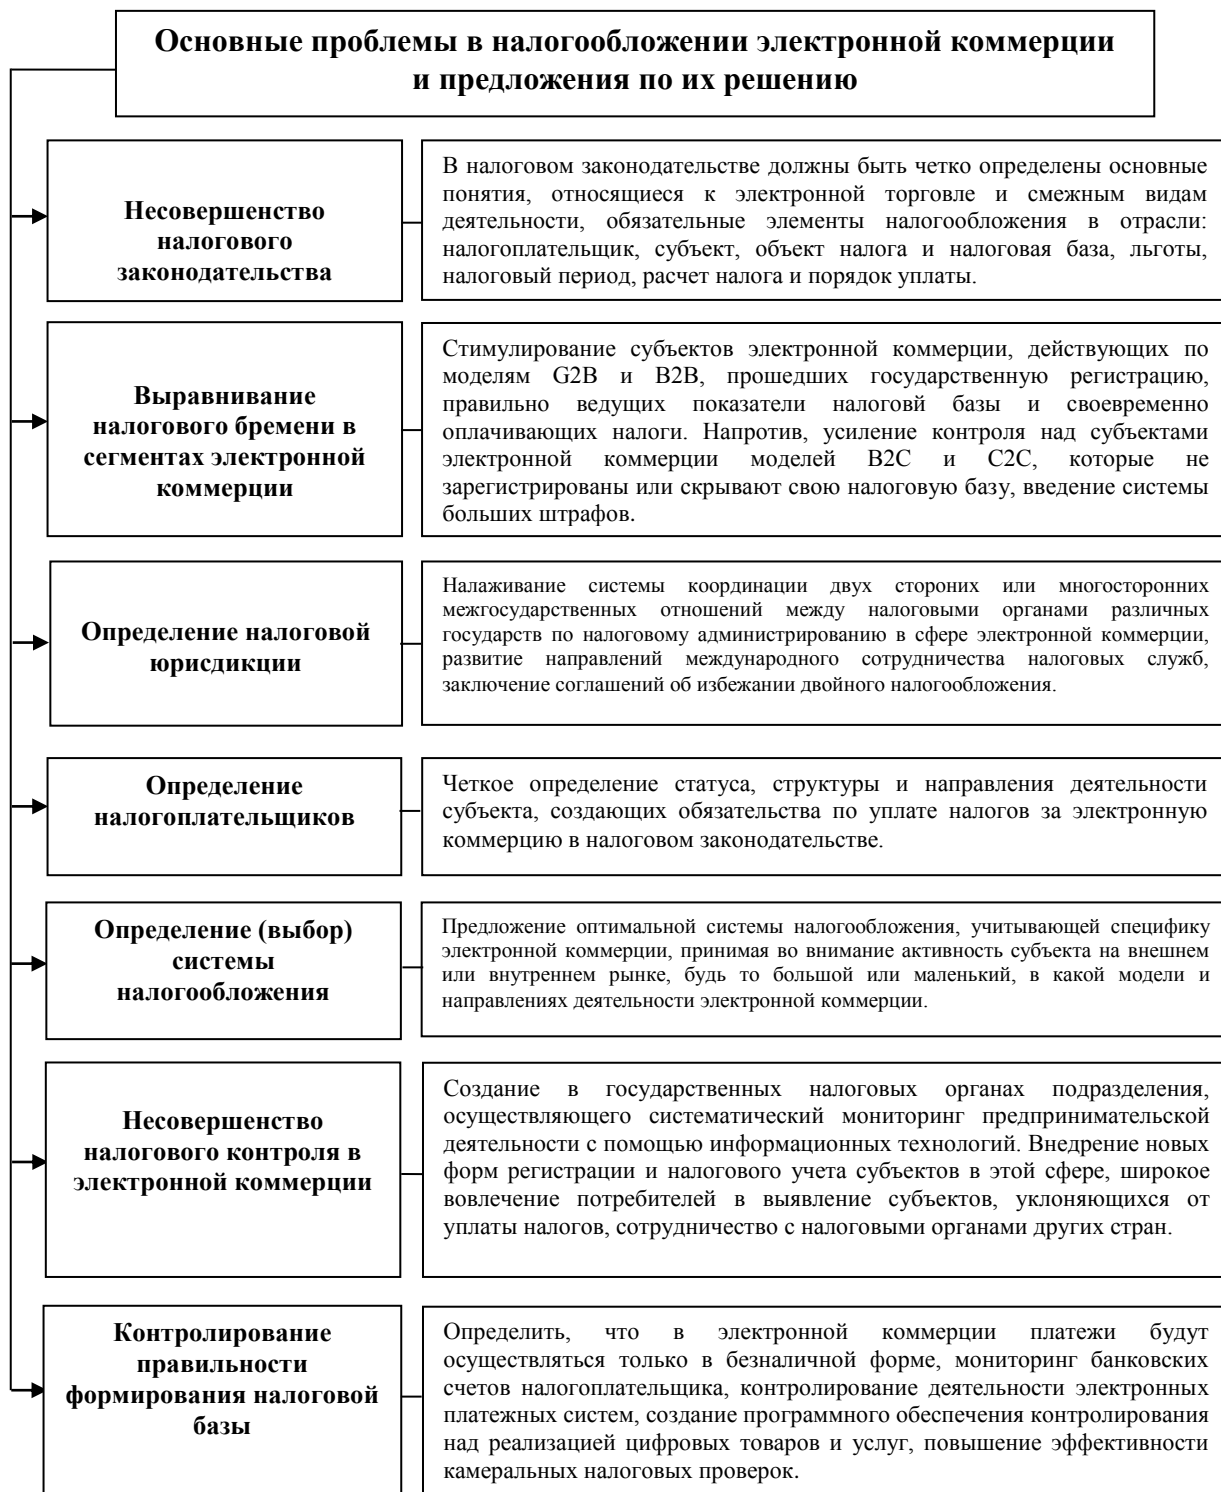 Основные проблемы в налогообложении электронной коммерции
и предложения по их решению
Несовершенство
налогового
законодательства
В налоговом законодательстве должны быть четко определены основные
понятия, относящиеся к электронной торговле и смежным видам
деятельности, обязательные элементы налогообложения в отрасли:
налогоплательщик, субъект, объект налога и налоговая база, льготы,
налоговый период, расчет налога и порядок уплаты.
Выравнивание
налогового бремени в
сегментах электронной
коммерции
Стимулирование субъектов электронной коммерции, действующих по
моделям G2B и B2B, прошедших государственную регистрацию,
правильно ведущих показатели налоговй базы и своевременно
оплачивающих налоги. Напротив, усиление контроля над субъектами
электронной коммерции моделей B2C и C2C, которые не
зарегистрированы или скрывают свою налоговую базу, введение системы
больших штрафов.
Определение налоговой
юрисдикции
Налаживание системы координации двух сторониx или многосторонних
межгосударственных отношений между налоговыми органами различных
государств по налоговому администрированию в сфере электронной коммерции,
развитие направлений международного сотрудничества налоговых служб,
заключение соглашений об избежании двойного налогообложения.
Определение
налогоплательщиков
Четкое определение статуса, структуры и направления деятельности
субъекта, создающих обязательства по уплате налогов за электронную
коммерцию в налоговом законодательстве.
Определение (выбор)
системы
налогообложения
Предложение оптимальной системы налогообложения, учитывающей специфику
электронной коммерции, принимая во внимание активность субъекта на внешнем
или внутреннем рынке, будь то большой или маленький, в какой модели и
направлениях деятельности электронной коммерции.
Несовершенство
налогового контроля в
электронной коммерции
Создание в государственных налоговых органах подразделения,
осуществляющего систематический мониторинг предпринимательской
деятельности с помощью информационных технологий. Внедрение новых
форм регистрации и налогового учета субъектов в этой сфере, широкое
вовлечение потребителей в выявление субъектов, уклоняющихся от
уплаты налогов, сотрудничество с налоговыми органами других стран.
Контролирование
правильности
формирования налоговой
базы
Определить, что в электронной коммерции платежи будут
осуществляться только в безналичной форме, мониторинг банковских
счетов налогоплательщика, контролирование деятельности электронных
платежных систем, создание программного обеспечения контролирования
над реализацией цифровых товаров и услуг, повышение эффективности
камеральных налоговых проверок.